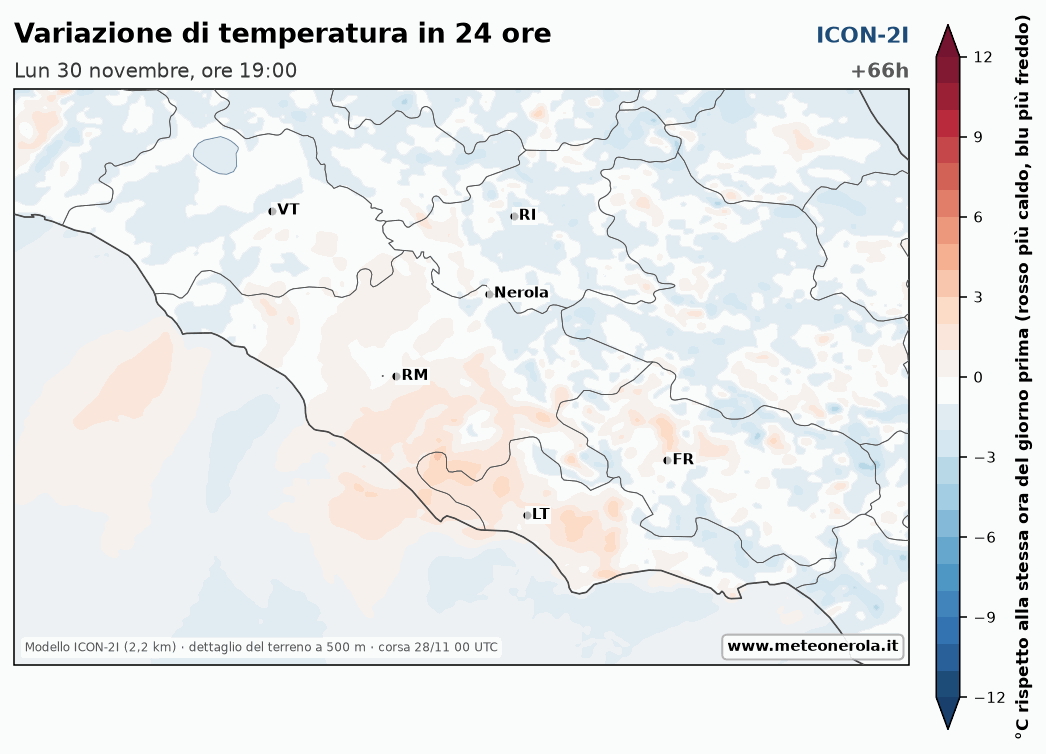 Variazione di temperatura in 24 ore
ICON-2I
Lun 30 novembre, ore 19:00
+66h
VT
RI
Nerola
RM
FR
LT
Modello ICON-2I (2,2 km) · dettaglio del terreno a 500 m · corsa 28/11 00 UTC
www.meteonerola.it
12
9
6
3
0
−3
−6
−9
−12
°C rispetto alla stessa ora del giorno prima (rosso più caldo, blu più freddo)